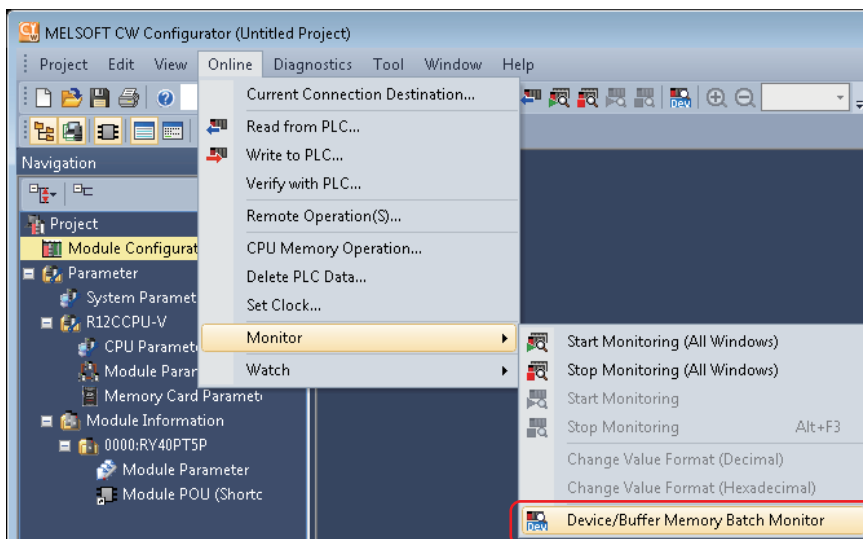 MELSOFT CW Configurator (Untitled Project)
Project Edit View Online Diagnostics Tool Window Help
Current Connection Destination...
Dev
Read from PLC...
Write to PLC...
Navigation
Verify with PLC...
Remote Operation(S)...
Project
Module Configurat
CPU Memory Operation...
Parameter
Delete PLC Data...
System Paramet
Set Clock...
R12CCPU-V
Monitor
Start Monitoring (All Windows)
CPU Paramet
Module Parar
Watch
Stop Monitoring (All Windows)
Memory Card Paramet
Start Monitoring
Module Information
Stop Monitoring Alt+F3
0000:RY40PT5P
Change Value Format (Decimal)
Module Parameter
Change Value Format (Hexadecimal)
Module POU (Shortc
Dev Device/Buffer Memory Batch Monitor